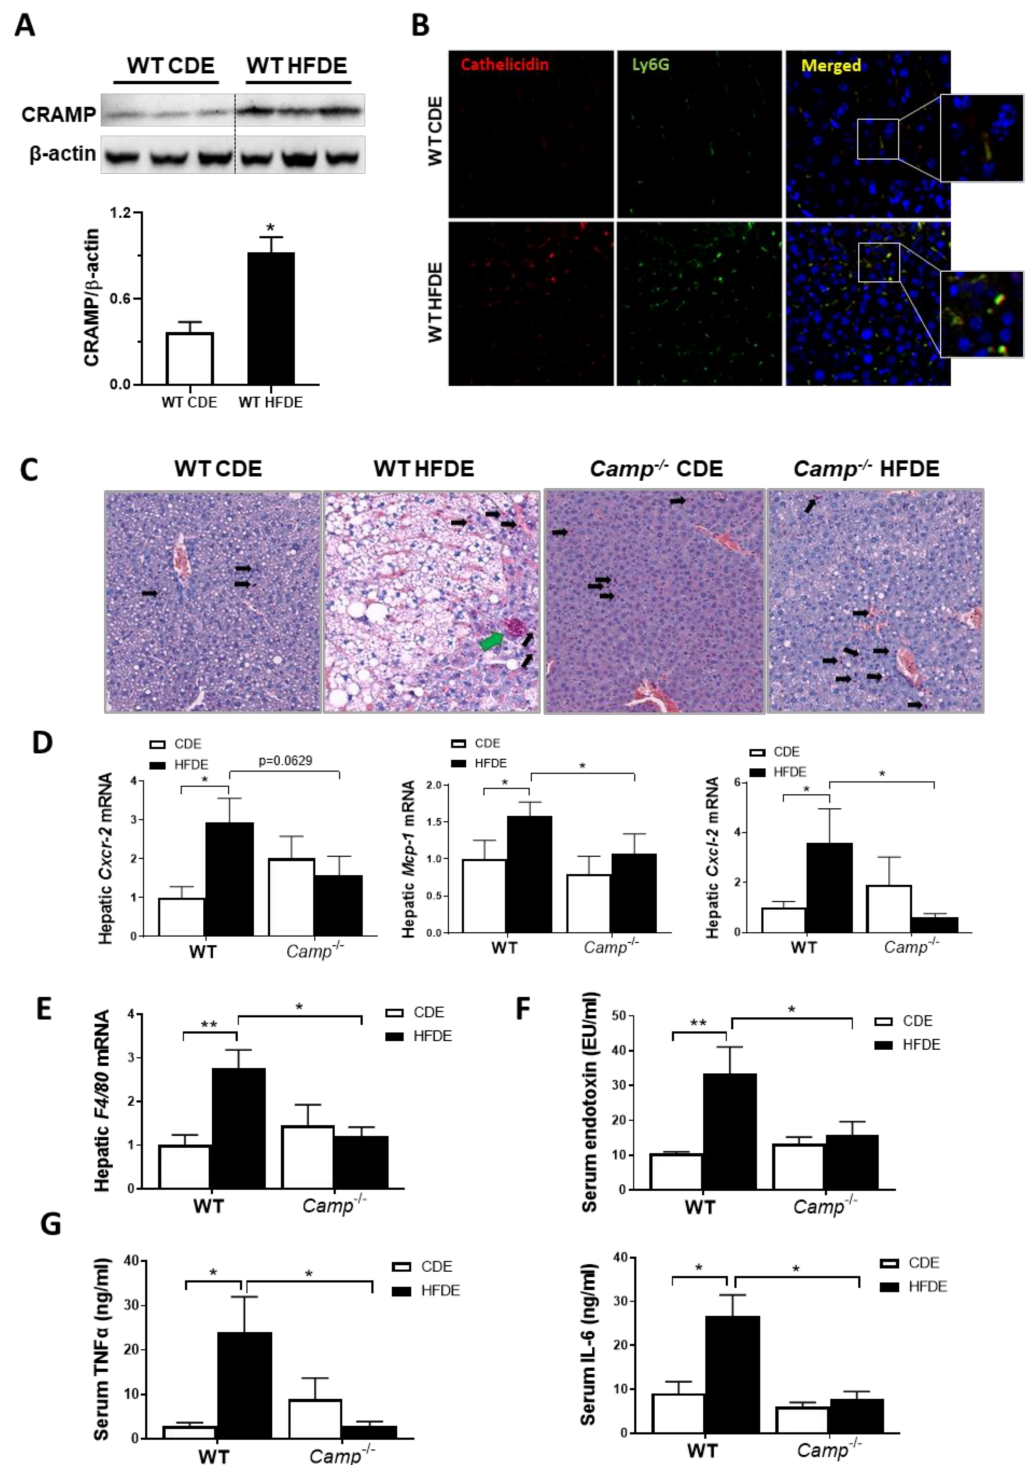 A
WT CDE WT HFDE
CRAMP
β-actin
1.2
0.6
0.0
CRAMP/β-actin
*
WT CDE WT HFDE
B
Cathelicidin Ly6G Merged
WT CDE
WT HFDE
C
WT CDE WT HFDE Camp-/- CDE Camp-/- HFDE
D
CDE
HFDE
Hepatic Cxcr-2 mRNA
4
3
2
1
0
*
p=0.0629
WT Camp-/-
CDE
HFDE
Hepatic Mcp-1 mRNA
2.0
1.5
1.0
0.5
0.0
*
*
WT Camp-/-
CDE
HFDE
Hepatic Cxcl-2 mRNA
6
4
2
0
*
*
WT Camp-/-
E
Hepatic F4/80 mRNA
4
3
2
1
0
**
*
CDE
HFDE
WT Camp-/-
F
Serum endotoxin (EU/ml)
50
40
30
20
10
0
**
*
CDE
HFDE
WT Camp-/-
G
Serum TNFα (ng/ml)
40
30
20
10
0
*
*
CDE
HFDE
WT Camp-/-
Serum IL-6 (ng/ml)
40
30
20
10
0
*
*
CDE
HFDE
WT Camp-/-